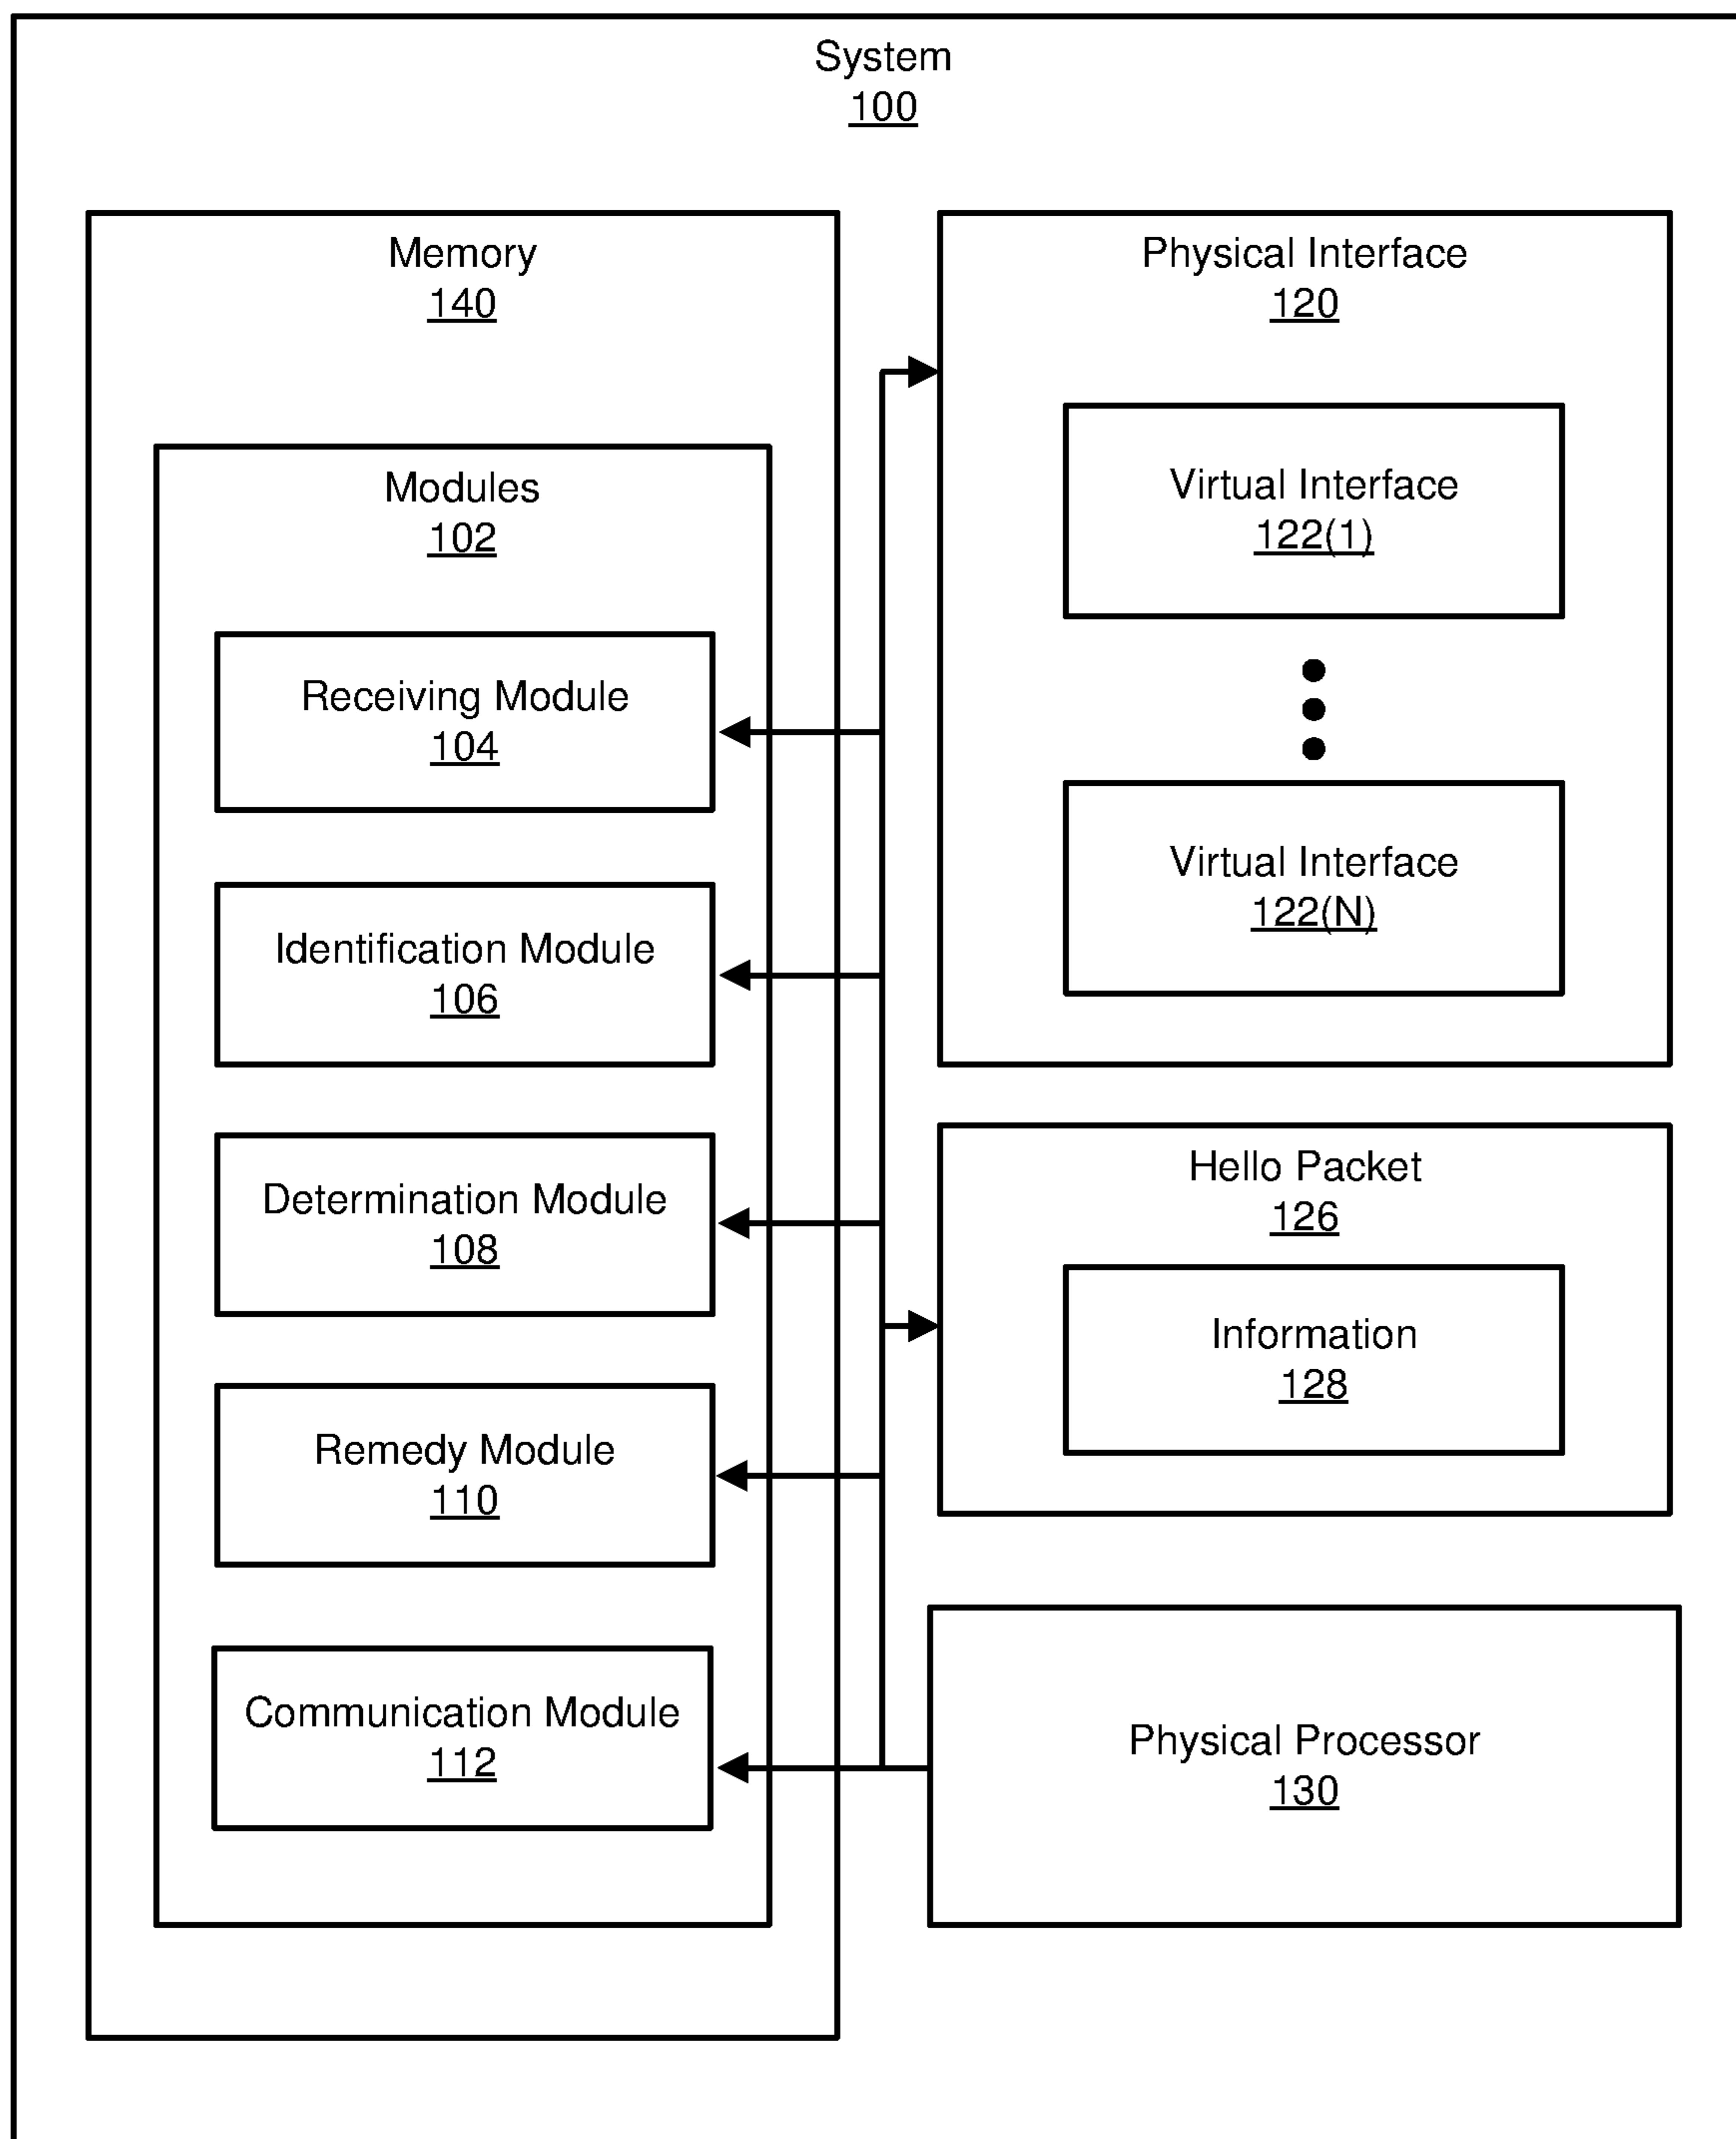 System
100
Memory
140
Modules
102
Receiving Module
104
Identification Module
106
Determination Module
108
Remedy Module
110
Communication Module
112
Physical Interface
120
Virtual Interface
122(1)
Virtual Interface
122(N)
Hello Packet
126
Information
128
Physical Processor
130